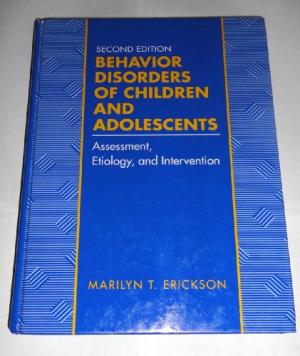 SECOND EDITION
BEHAVIOR
DISORDERS
OF CHILDREN
AND
ADOLESCENTS
Assessment,
Etiology, and Intervention
MARILYN T. ERICKSON